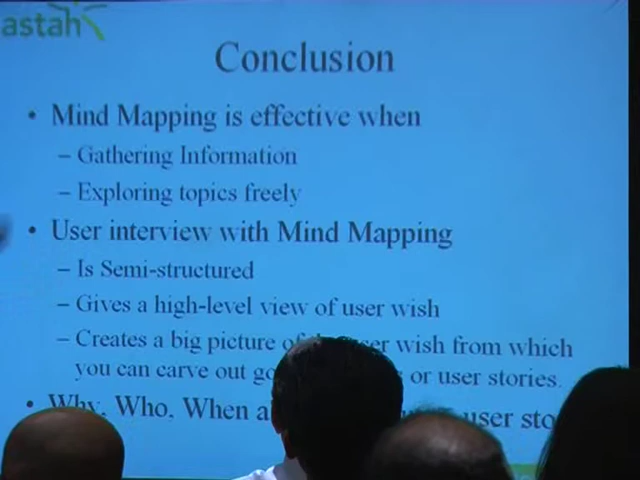 astah
Conclusion
• Mind Mapping is effective when
– Gathering Information
– Exploring topics freely
• User interview with Mind Mapping
– Is Semi-structured
– Gives a high-level view of user wish
– Creates a big picture of user wish from which
you can carve out or user stories.
• Why, Who, When user